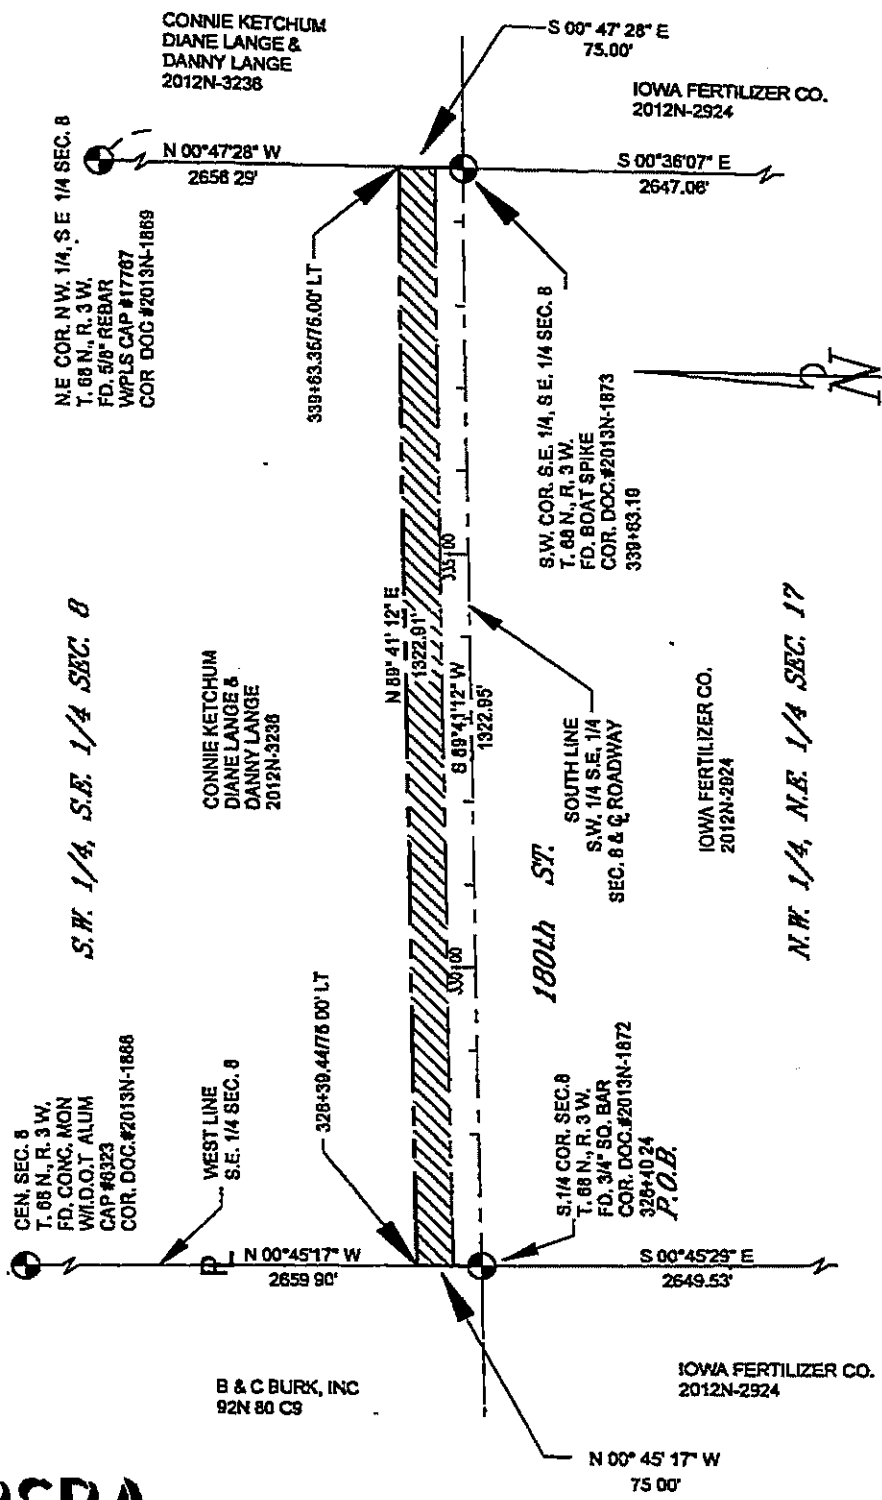 CONNIE KETCHUM
DIANE LANGE &
DANNY LANGE
2012N-3238
S 00° 47' 28" E
75.00'
IOWA FERTILIZER CO.
2012N-2924
N 00°47'28" W
2656 29'
S 00°36'07" E
2647.06'
N.E COR. N W. 1/4, S E 1/4 SEC. 8
T. 68 N., R. 3 W.
FD. 5/8" REBAR
W/PLS CAP #17767
COR DOC #2013N-1869
339+63.35/75.00' LT
S.W. COR. S.E. 1/4, S E. 1/4 SEC. 8
T. 68 N., R. 3 W.
FD. BOAT SPIKE
COR. DOC.#2013N-1873
339+63.19
N
S.W. 1/4, S.E. 1/4 SEC. 8
CONNIE KETCHUM
DIANE LANGE &
DANNY LANGE
2012N-3238
N 89° 41' 12" E
1322.91'
335+00
S 89°41'12" W
1322.95'
330+00
SOUTH LINE
S.W. 1/4 S.E. 1/4
SEC. 8 & ℄ ROADWAY
180th ST.
IOWA FERTILIZER CO.
2012N-2924
N.W. 1/4, N.E. 1/4 SEC. 17
CEN. SEC. 8
T. 68 N., R. 3 W.
FD. CONC. MON
W/I.D.O.T ALUM
CAP #6323
COR. DOC.#2013N-1868
WEST LINE
S.E. 1/4 SEC. 8
328+39.44/75 00' LT
S.1/4 COR. SEC.8
T. 68 N., R. 3 W.
FD. 3/4" SQ. BAR
COR. DOC.#2013N-1872
328+40 24
P.O.B.
PL
N 00°45'17" W
2659 90'
S 00°45'29" E
2649.53'
B & C BURK, INC
92N 80 C9
IOWA FERTILIZER CO.
2012N-2924
N 00° 45' 17" W
75 00'